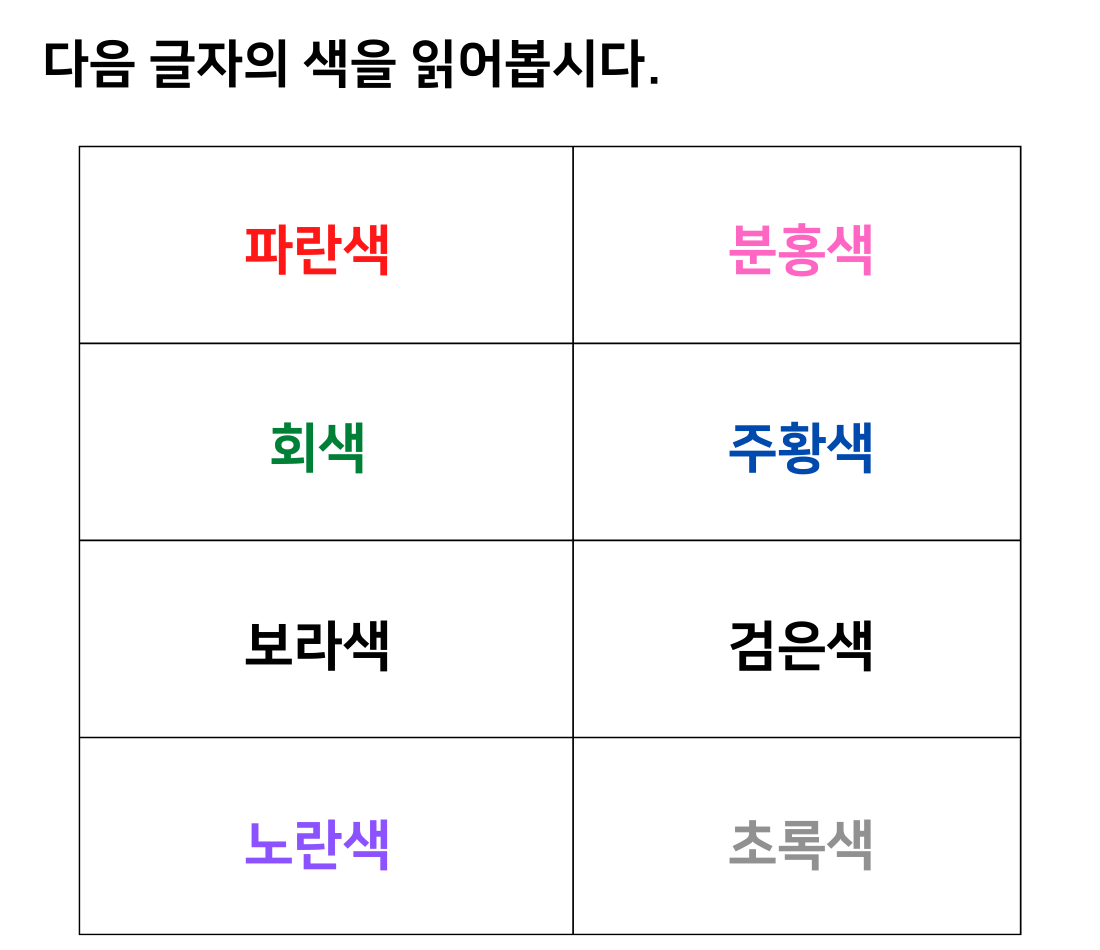 다음 글자의 색을 읽어봅시다.
파란색 분홍색
회색 주황색
보라색 검은색
노란색 초록색